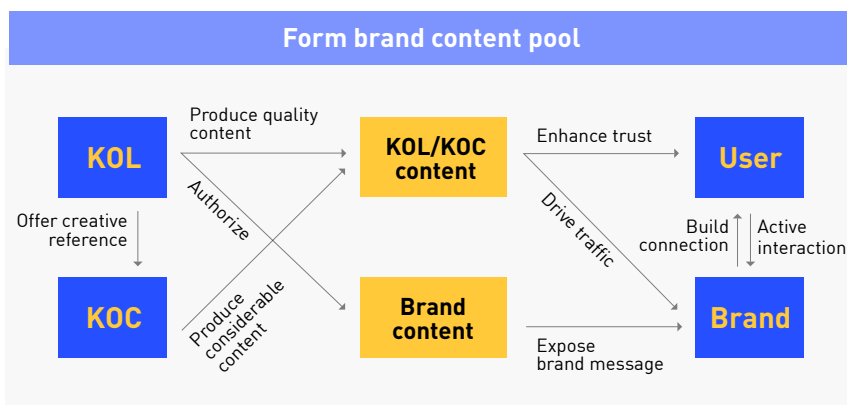 Form brand content pool
KOL
Produce quality
content
KOL/KOC
content
Enhance trust
User
Authorize
Drive traffic
Offer creative
reference
Build
connection
Active
interaction
KOC
Produce
considerable
content
Brand
content
Expose
brand message
Brand